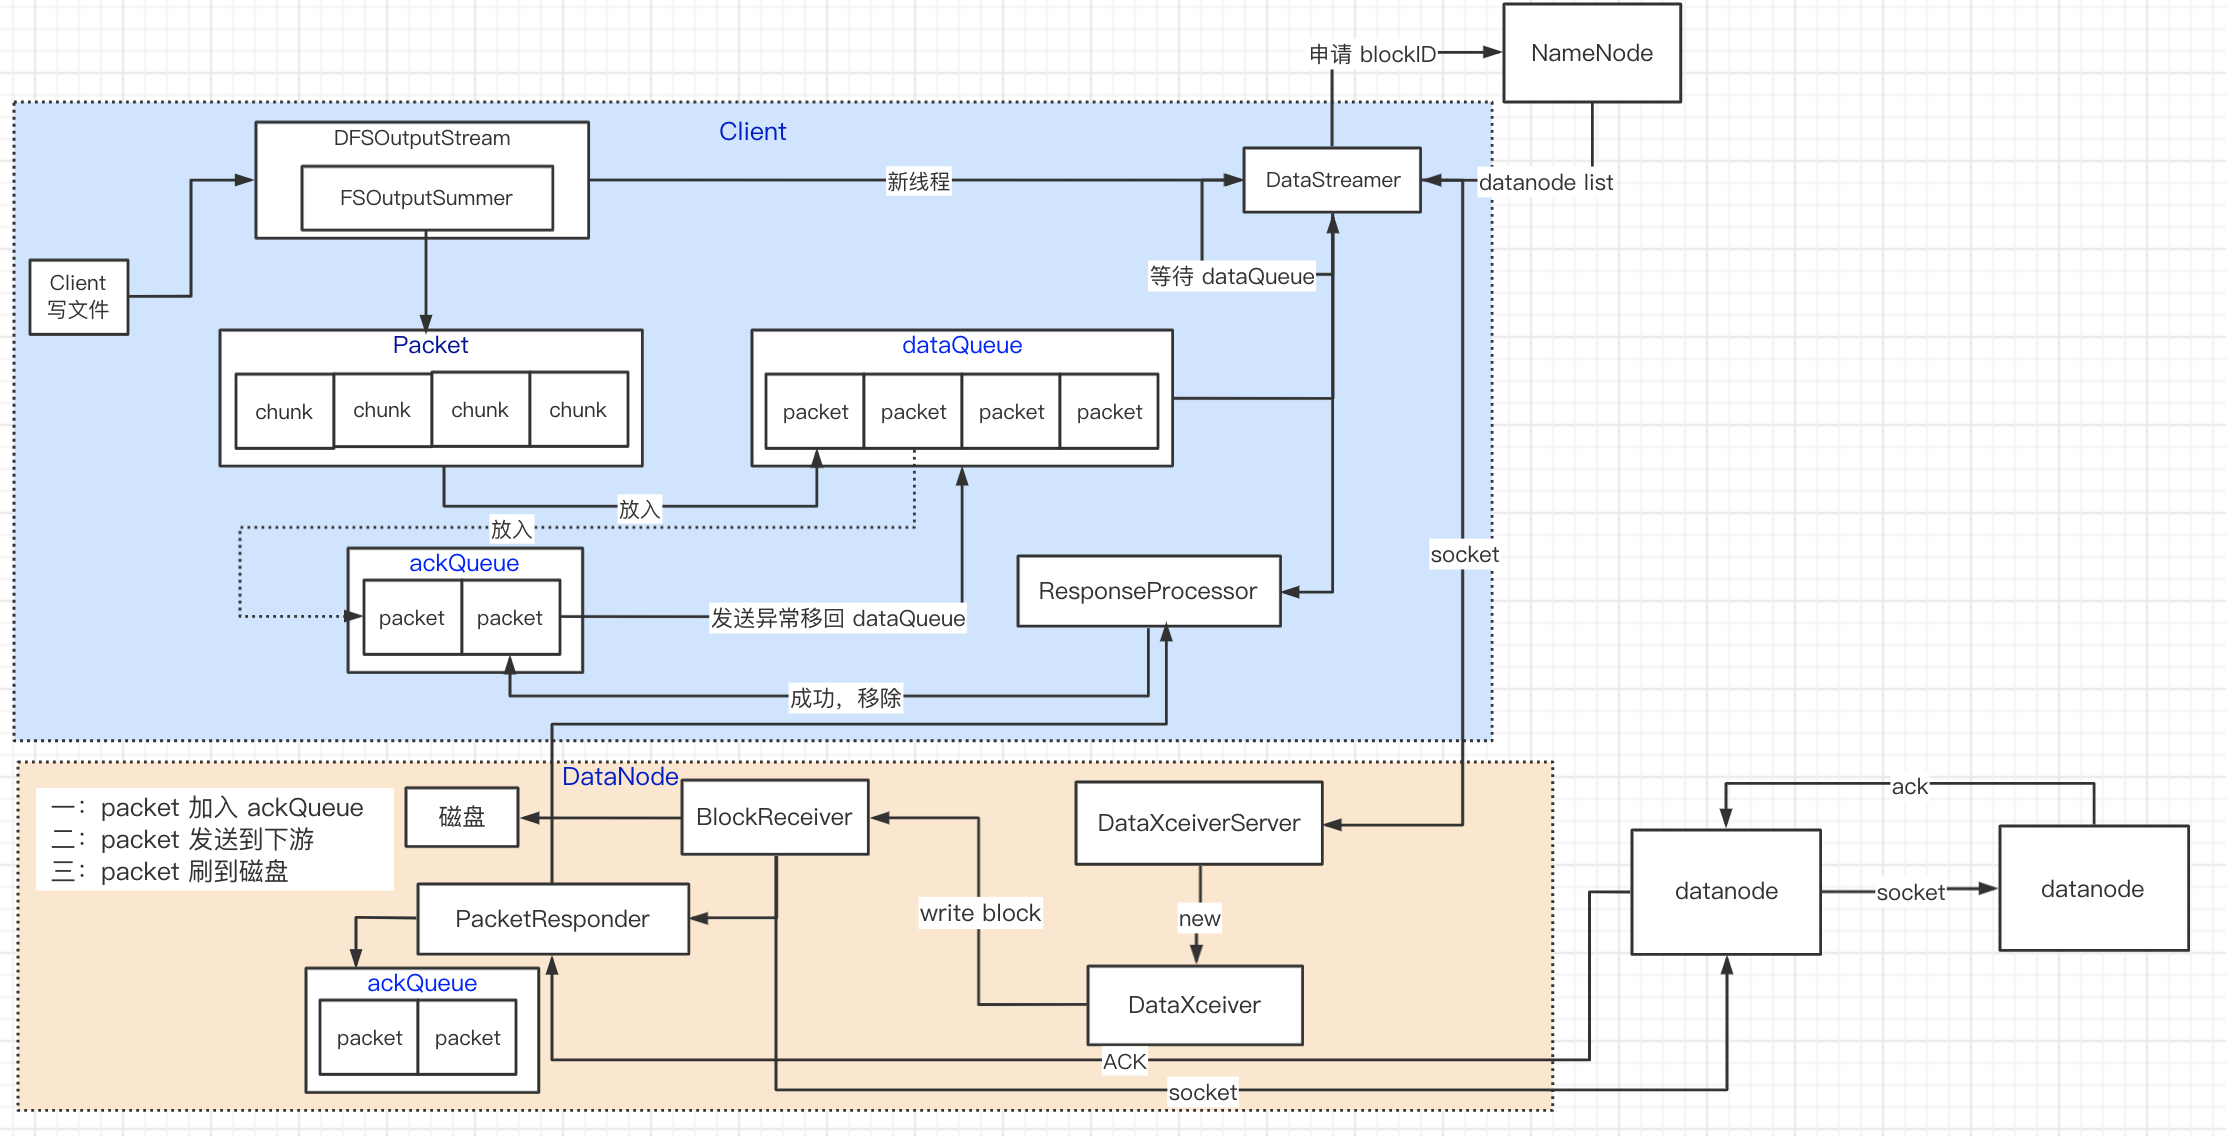 申请 blockID
NameNode
Client
DFSOutputStream
FSOutputSummer
新线程
DataStreamer
datanode list
等待 dataQueue
Client
写文件
Packet
chunk
chunk
chunk
chunk
dataQueue
packet
packet
packet
packet
放入
放入
ackQueue
packet
packet
发送异常移回 dataQueue
ResponseProcessor
socket
成功，移除
DataNode
一：packet 加入 ackQueue
二：packet 发送到下游
三：packet 刷到磁盘
磁盘
BlockReceiver
DataXceiverServer
PacketResponder
write block
new
ackQueue
packet
packet
DataXceiver
ACK
socket
ack
datanode
socket
datanode